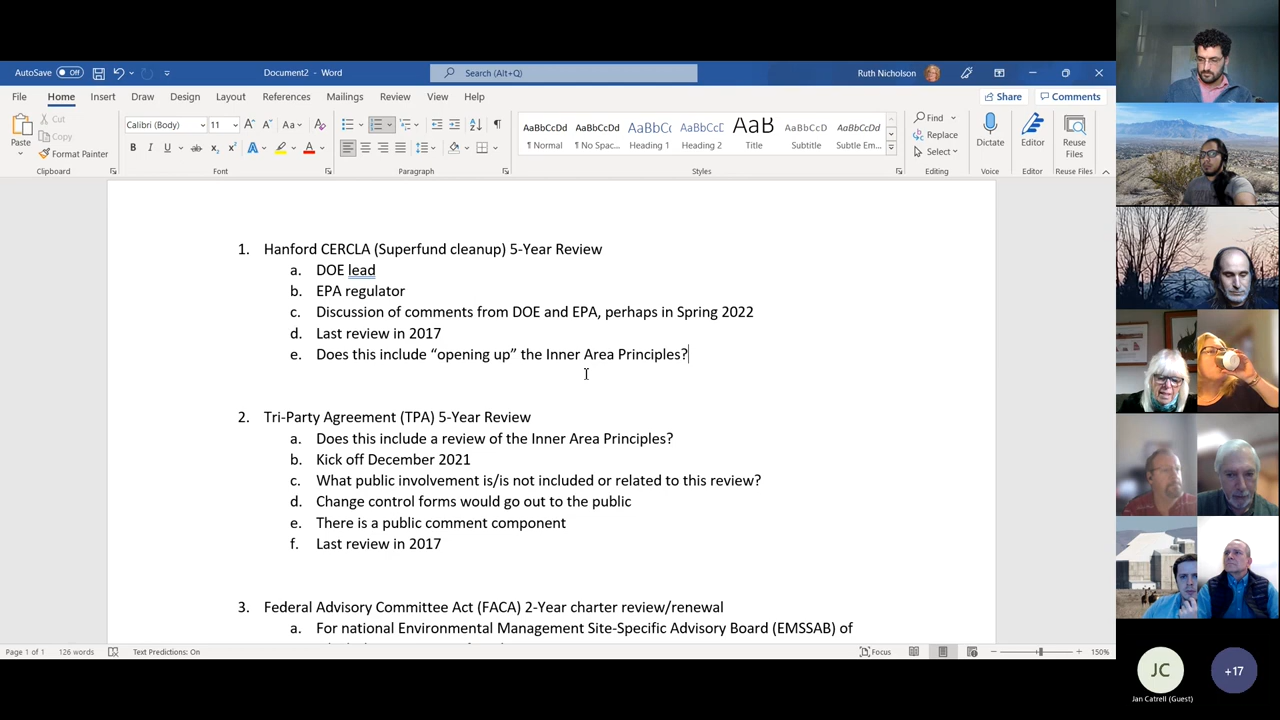 AutoSave Off
Document2 - Word
Search (Alt+Q)
Ruth Nicholson
File Home Insert Draw Design Layout References Mailings Review View Help
Share Comments
Paste
Cut
Copy
Format Painter
Clipboard
Calibri (Body) 11
Font
Paragraph
AaBbCcDd AaBbCcDd AaBbCc AaBbCcD AaB AaBbCcD AaBbCcDd
¶ Normal ¶ No Spac... Heading 1 Heading 2 Title Subtitle Subtle Em...
Styles
Find
Replace
Select
Editing
Dictate
Voice
Editor
Editor
Reuse
Files
Reuse Files
1. Hanford CERCLA (Superfund cleanup) 5-Year Review
a. DOE lead
b. EPA regulator
c. Discussion of comments from DOE and EPA, perhaps in Spring 2022
d. Last review in 2017
e. Does this include “opening up” the Inner Area Principles?
2. Tri-Party Agreement (TPA) 5-Year Review
a. Does this include a review of the Inner Area Principles?
b. Kick off December 2021
c. What public involvement is/is not included or related to this review?
d. Change control forms would go out to the public
e. There is a public comment component
f. Last review in 2017
3. Federal Advisory Committee Act (FACA) 2-Year charter review/renewal
a. For national Environmental Management Site-Specific Advisory Board (EMSSAB) of
Page 1 of 1 126 words Text Predictions: On
Focus
150%
JC
Jan Catrell (Guest)
+17